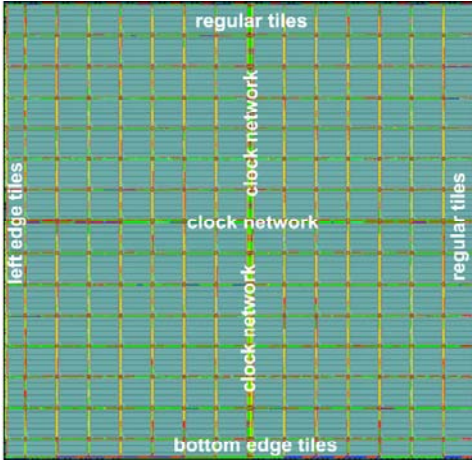 regular tiles
clock network
left edge tiles
clock network
regular tiles
clock network
bottom edge tiles